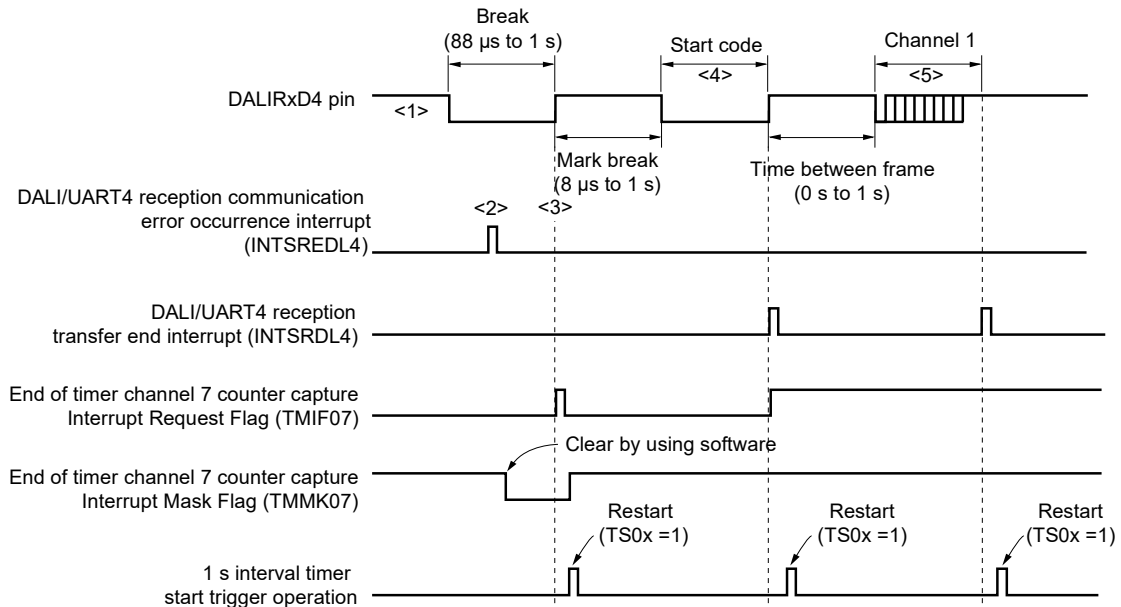 Break
(88 µs to 1 s)
Start code
<4>
Channel 1
<5>
DALIRxD4 pin
<1>
Mark break
(8 µs to 1 s)
Time between frame
(0 s to 1 s)
DALI/UART4 reception communication
error occurrence interrupt
(INTSREDL4)
<2>
<3>
DALI/UART4 reception
transfer end interrupt (INTSRDL4)
End of timer channel 7 counter capture
Interrupt Request Flag (TMIF07)
Clear by using software
End of timer channel 7 counter capture
Interrupt Mask Flag (TMMK07)
Restart
(TS0x =1)
Restart
(TS0x =1)
Restart
(TS0x =1)
1 s interval timer
start trigger operation